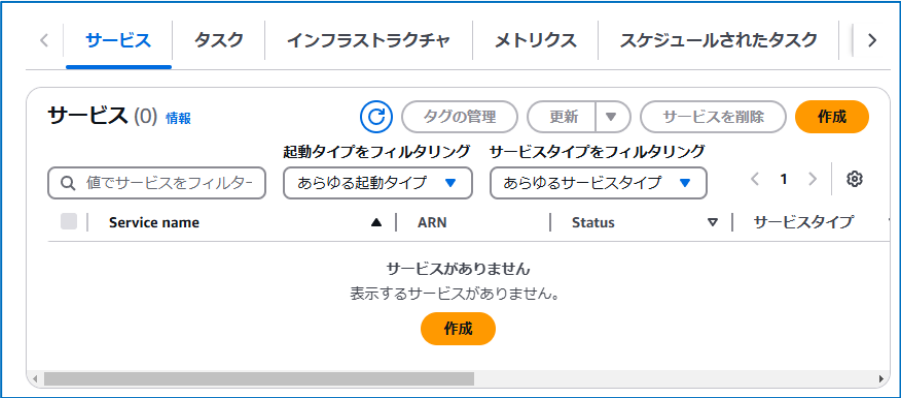 サービス タスク インフラストラクチャ メトリクス スケジュールされたタスク
サービス (0) 情報 タグの管理 更新 サービスを削除 作成
起動タイプをフィルタリング サービスタイプをフィルタリング
値でサービスをフィルター あらゆる起動タイプ あらゆるサービスタイプ 1
Service name ARN Status サービスタイプ
サービスがありません
表示するサービスがありません。
作成